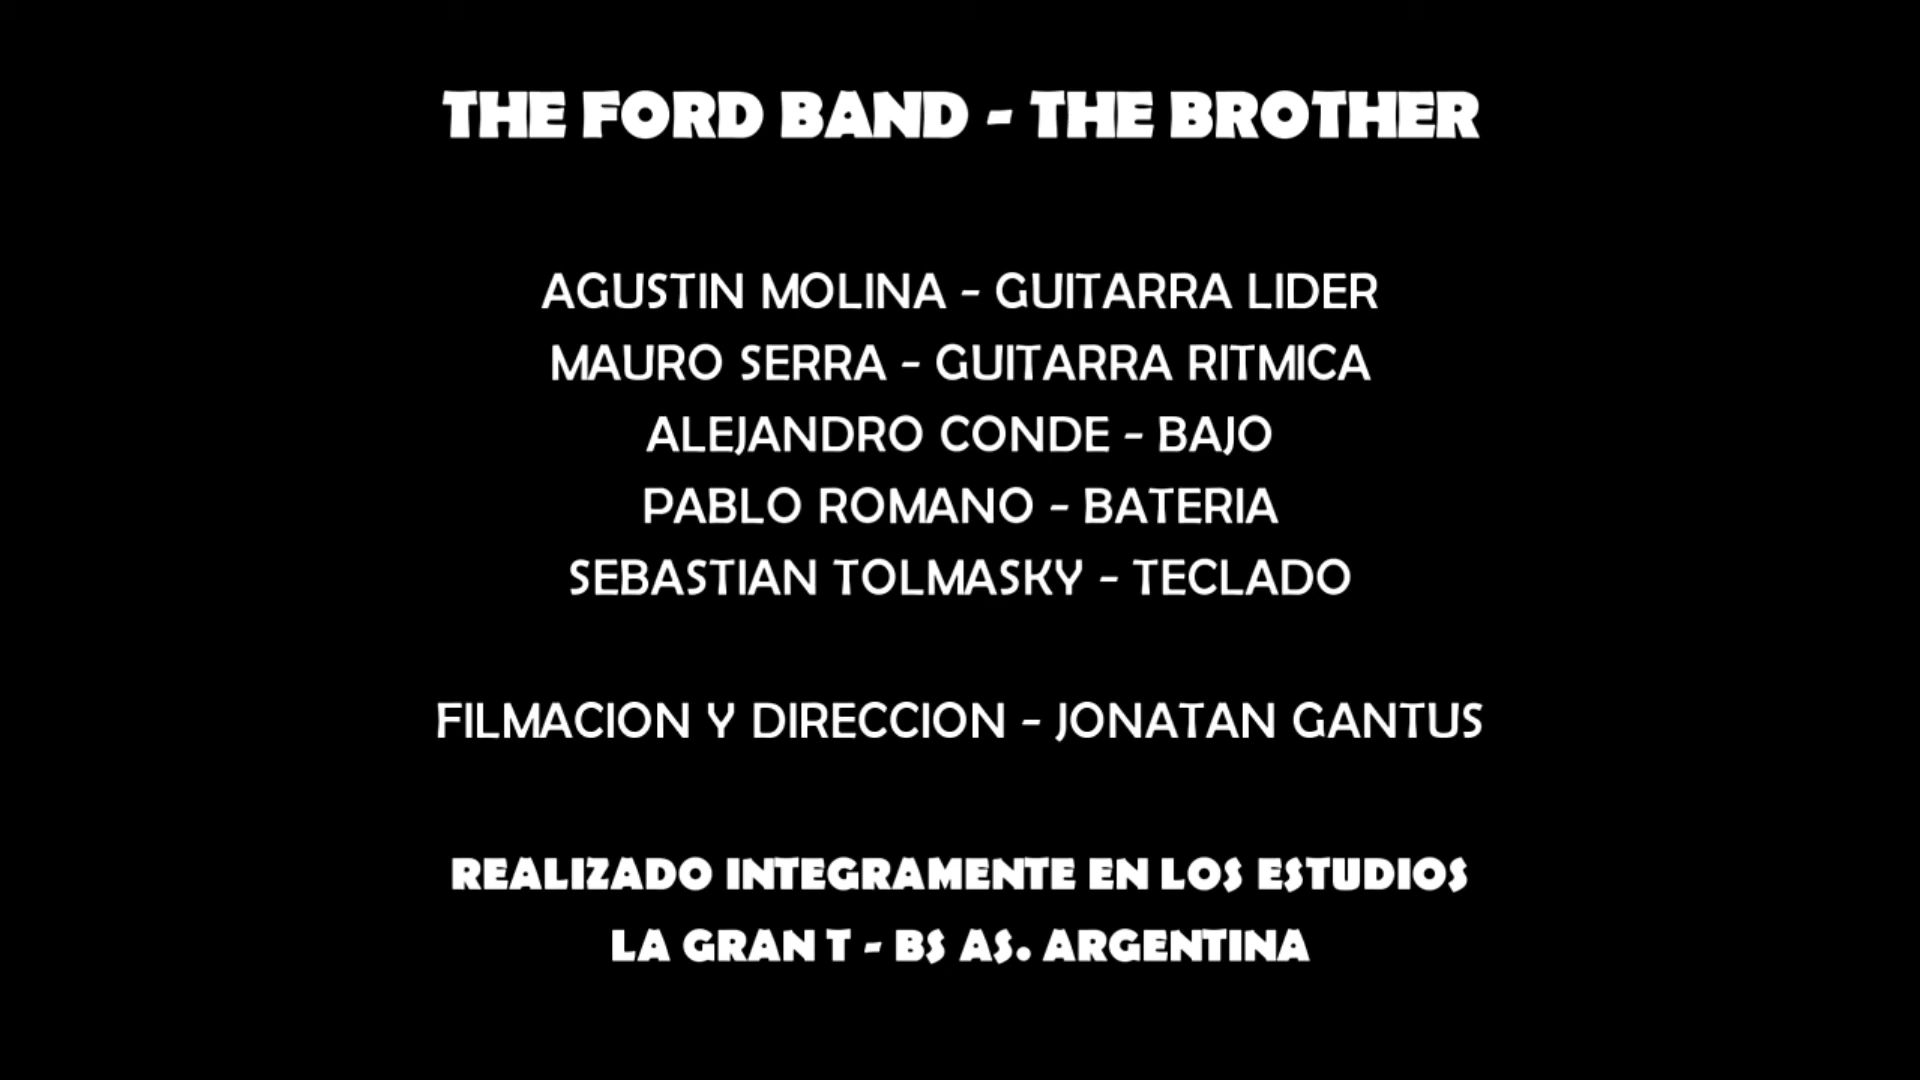 THE FORD BAND - THE BROTHER
AGUSTIN MOLINA - GUITARRA LIDER
MAURO SERRA - GUITARRA RITMICA
ALEJANDRO CONDE - BAJO
PABLO ROMANO - BATERIA
SEBASTIAN TOLMASKY - TECLADO
FILMACION Y DIRECCION - JONATAN GANTUS
REALIZADO INTEGRAMENTE EN LOS ESTUDIOS
LA GRAN T - BS AS. ARGENTINA